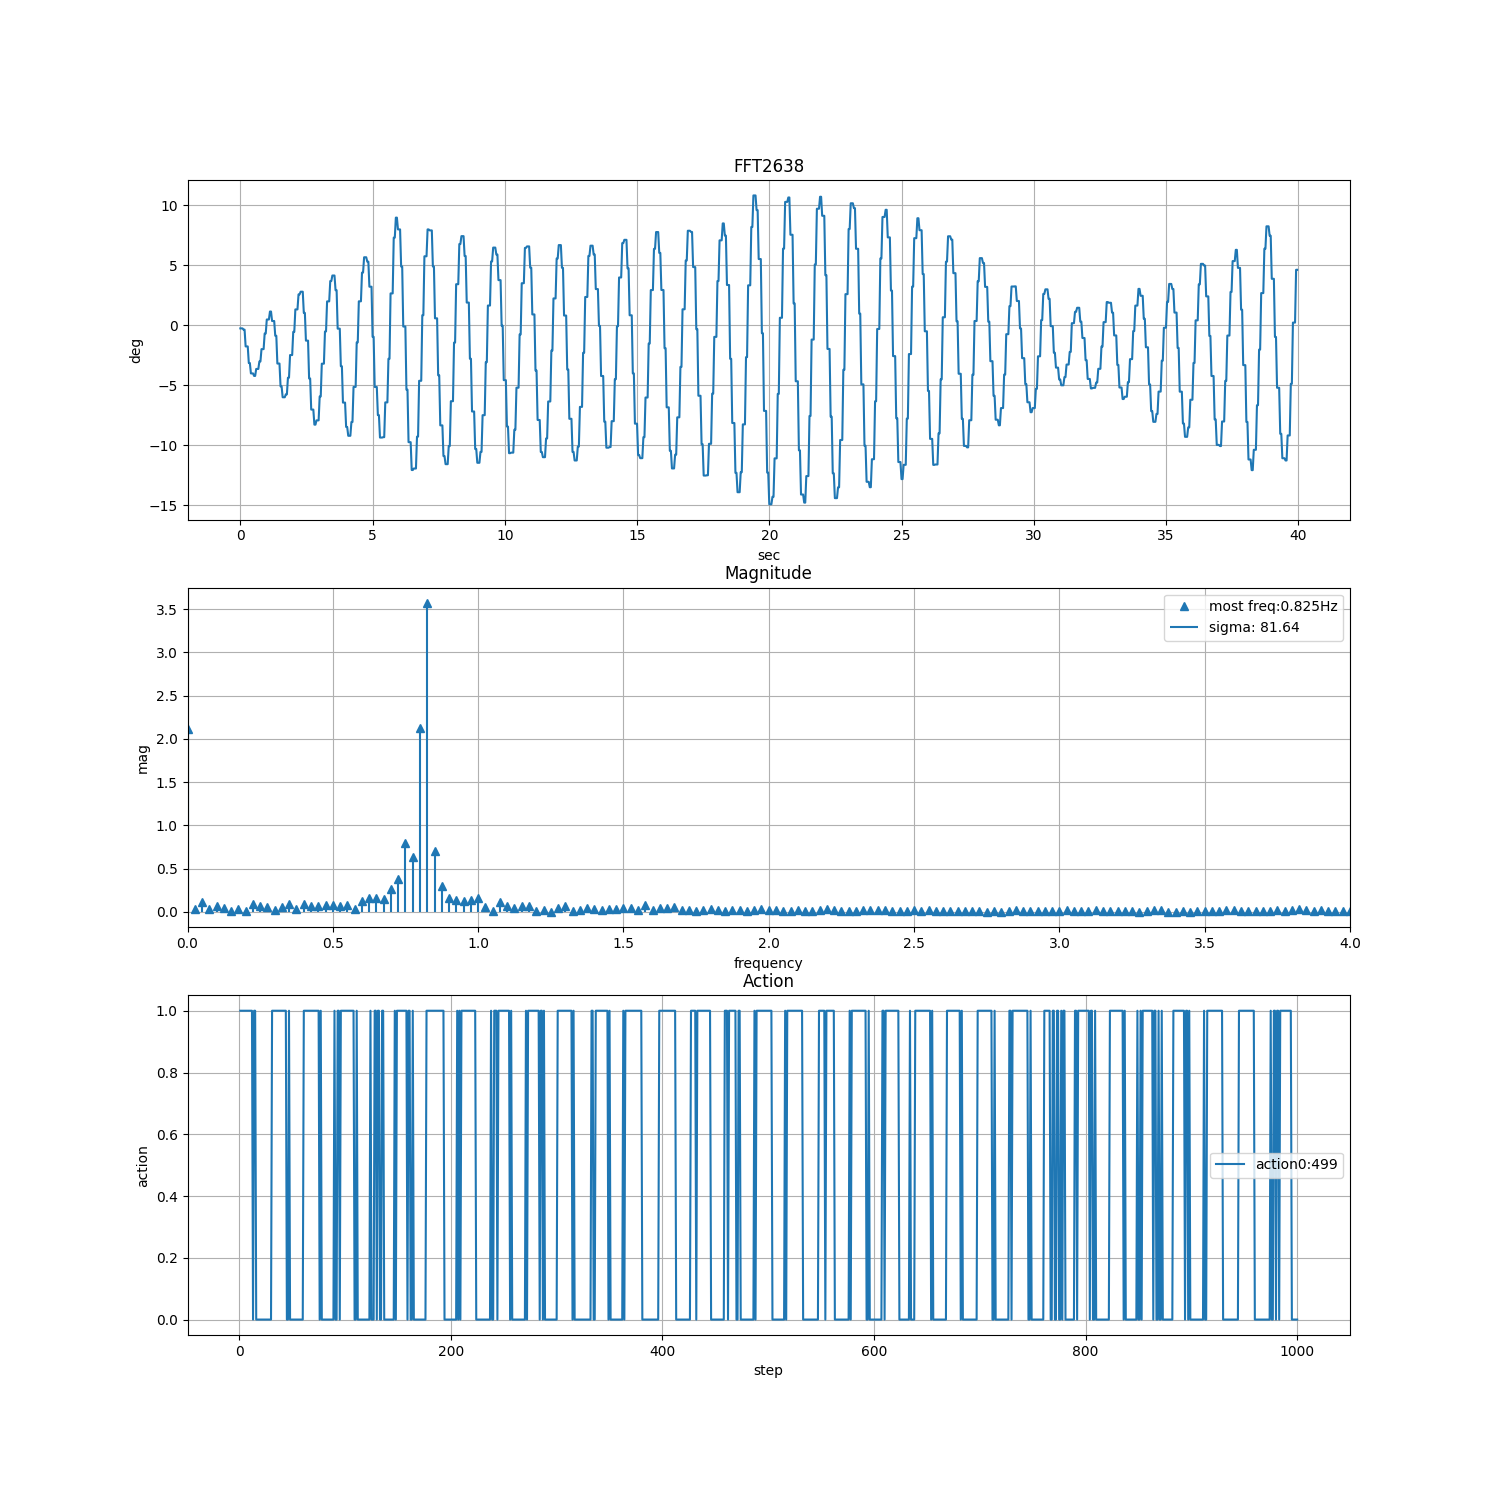 FFT2638
10
5
0
−5
−10
−15
deg
0 5 10 15 20 25 30 35 40
sec
Magnitude
3.5
3.0
2.5
2.0
1.5
1.0
0.5
0.0
mag
most freq:0.825Hz
sigma: 81.64
0.0 0.5 1.0 1.5 2.0 2.5 3.0 3.5 4.0
frequency
Action
1.0
0.8
0.6
0.4
0.2
0.0
action
action0:499
0 200 400 600 800 1000
step